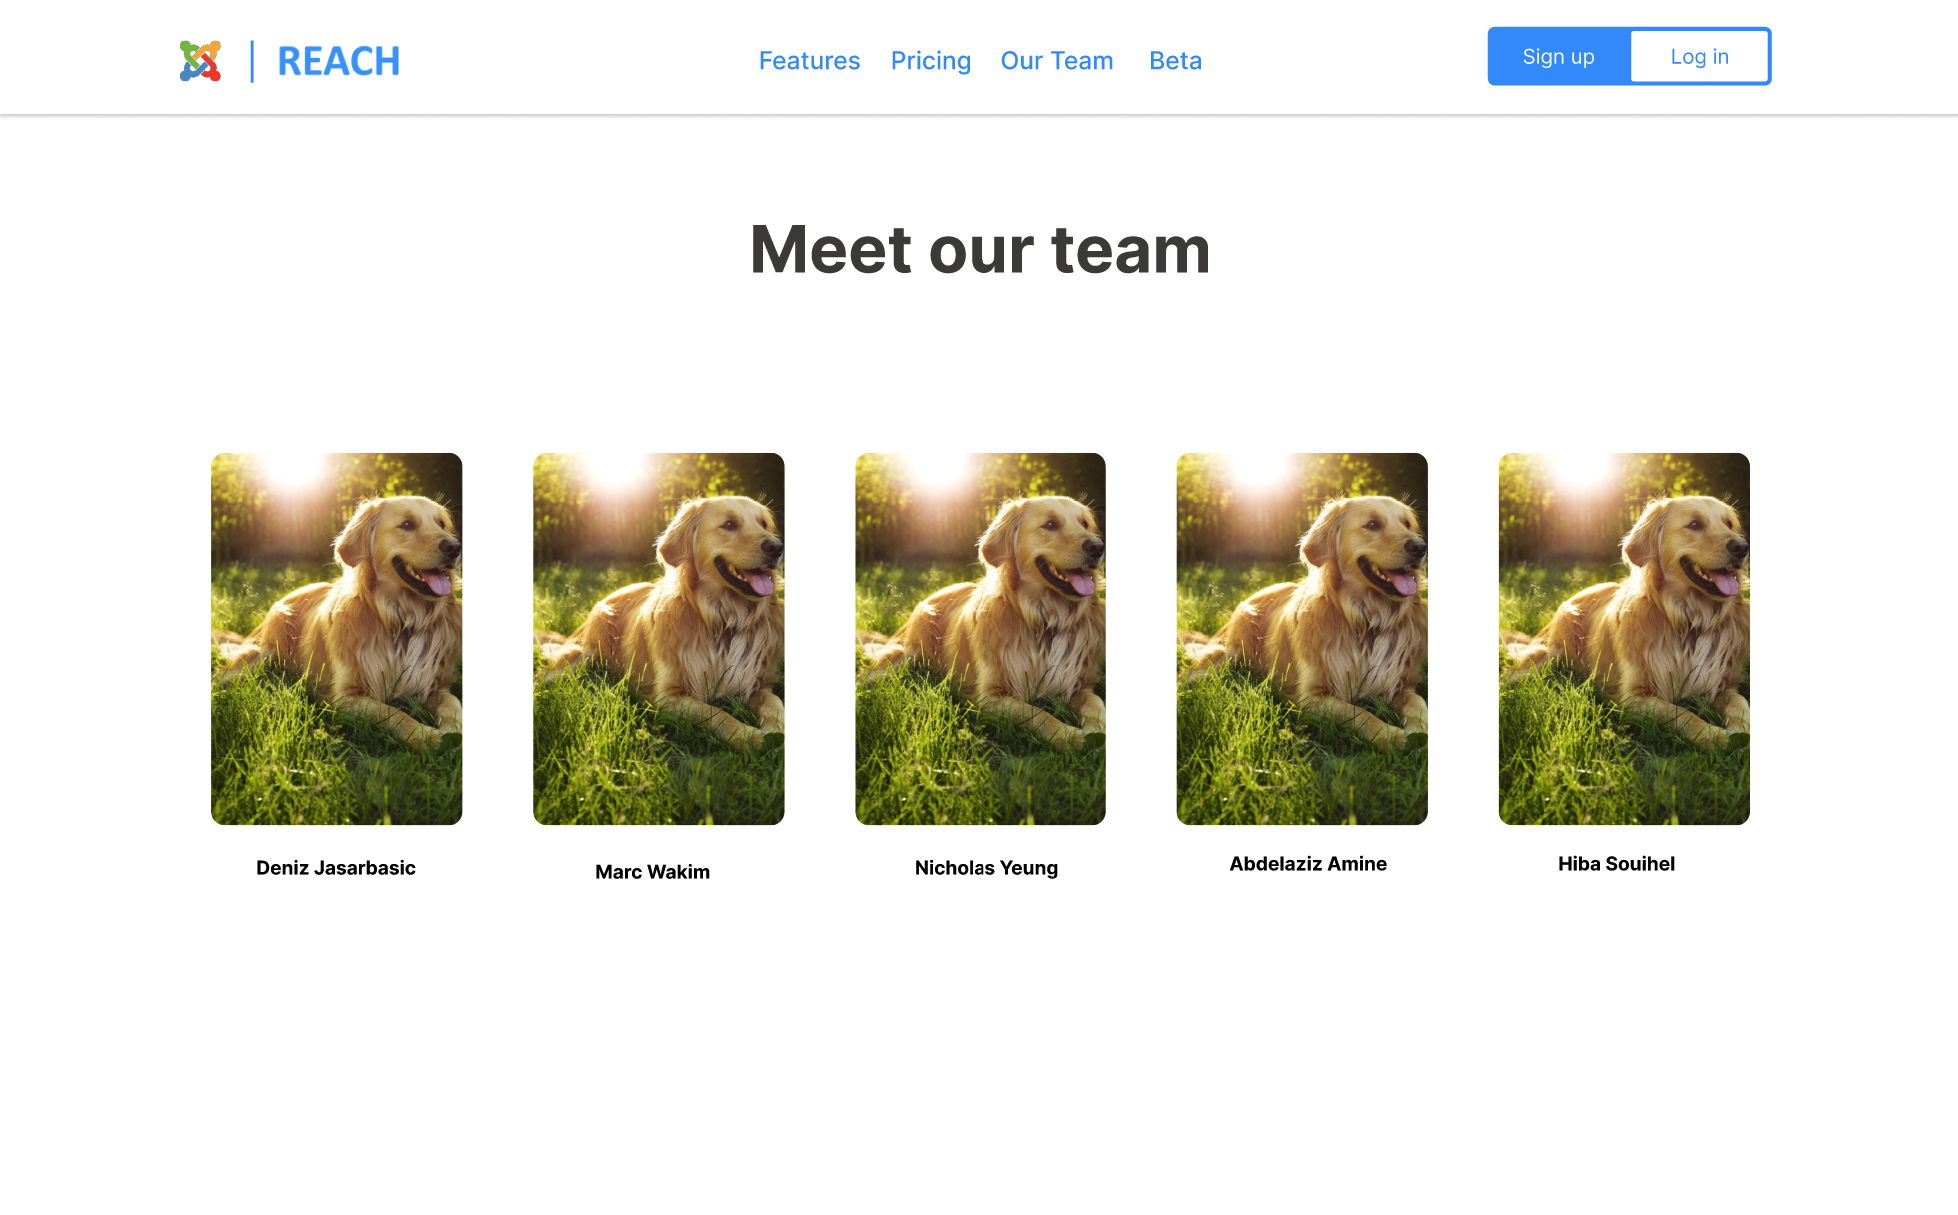 REACH
Features Pricing Our Team Beta
Sign up Log in
Meet our team
Deniz Jasarbasic
Marc Wakim
Nicholas Yeung
Abdelaziz Amine
Hiba Souihel